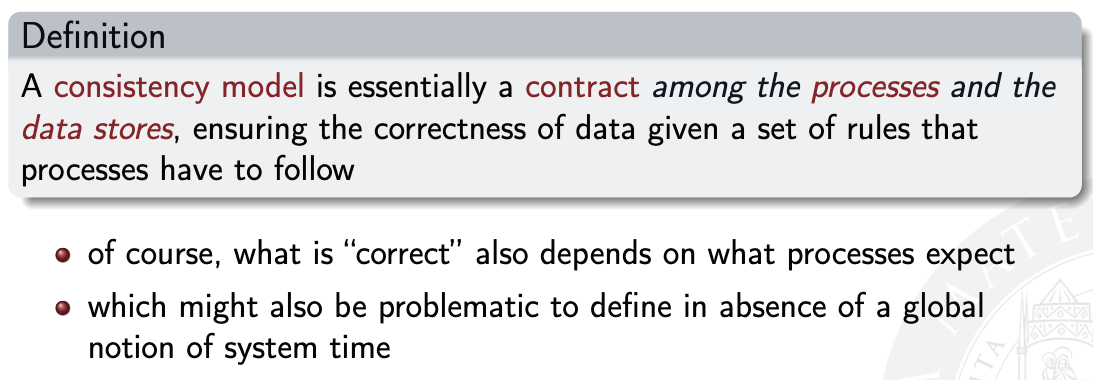 Definition
A consistency model is essentially a contract among the processes and the
data stores, ensuring the correctness of data given a set of rules that
processes have to follow
of course, what is “correct” also depends on what processes expect
which might also be problematic to define in absence of a global
notion of system time